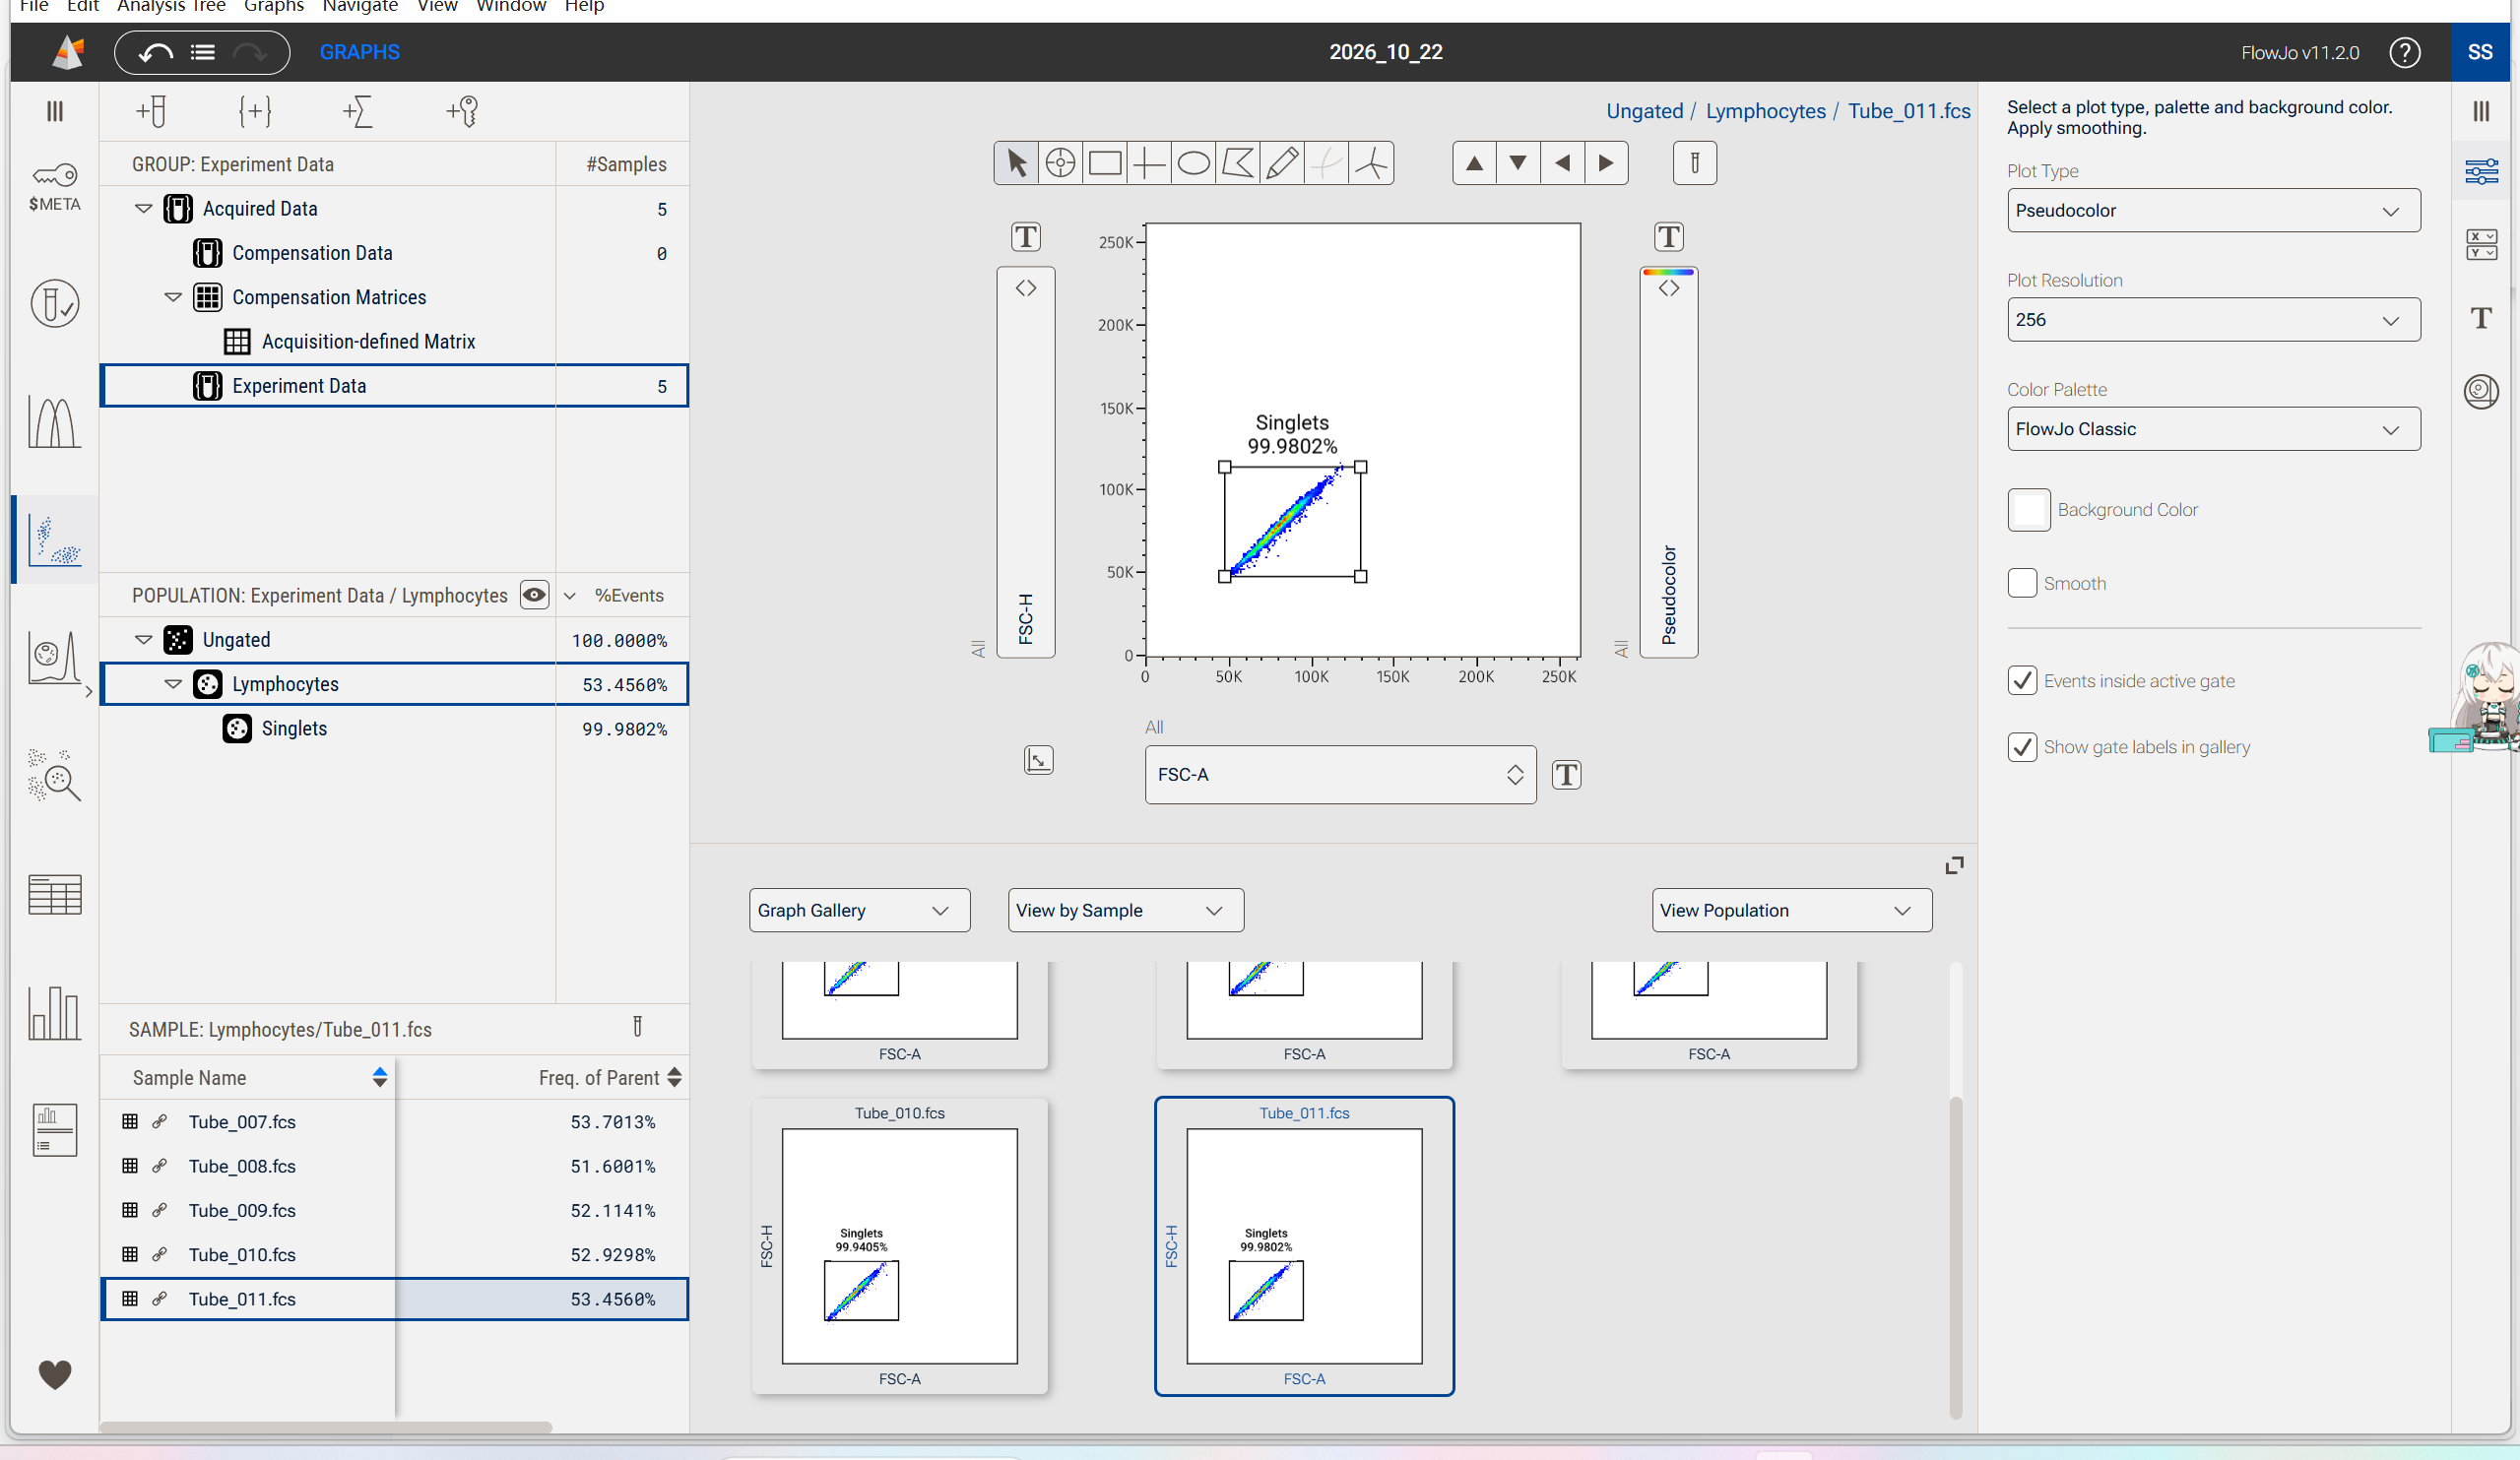 File Edit Analysis Tree Graphs Navigate View Window Help
GRAPHS
2026_10_22
FlowJo v11.2.0
?
SS
$META
GROUP: Experiment Data #Samples
Acquired Data 5
Compensation Data 0
Compensation Matrices
Acquisition-defined Matrix
Experiment Data 5
POPULATION: Experiment Data / Lymphocytes %Events
Ungated 100.0000%
Lymphocytes 53.4560%
Singlets 99.9802%
SAMPLE: Lymphocytes/Tube_011.fcs
Sample Name Freq. of Parent
Tube_007.fcs 53.7013%
Tube_008.fcs 51.6001%
Tube_009.fcs 52.1141%
Tube_010.fcs 52.9298%
Tube_011.fcs 53.4560%
Ungated / Lymphocytes / Tube_011.fcs
T
T
All
FSC-H
250K
200K
150K
100K
50K
0
Singlets
99.9802%
0 50K 100K 150K 200K 250K
All
Pseudocolor
All
FSC-A
T
Graph Gallery
View by Sample
View Population
FSC-A
FSC-A
FSC-A
Tube_010.fcs
FSC-H
Singlets
99.9405%
FSC-A
Tube_011.fcs
FSC-H
Singlets
99.9802%
FSC-A
Select a plot type, palette and background color.
Apply smoothing.
Plot Type
Pseudocolor
Plot Resolution
256
Color Palette
FlowJo Classic
Background Color
Smooth
Events inside active gate
Show gate labels in gallery
X
Y
T